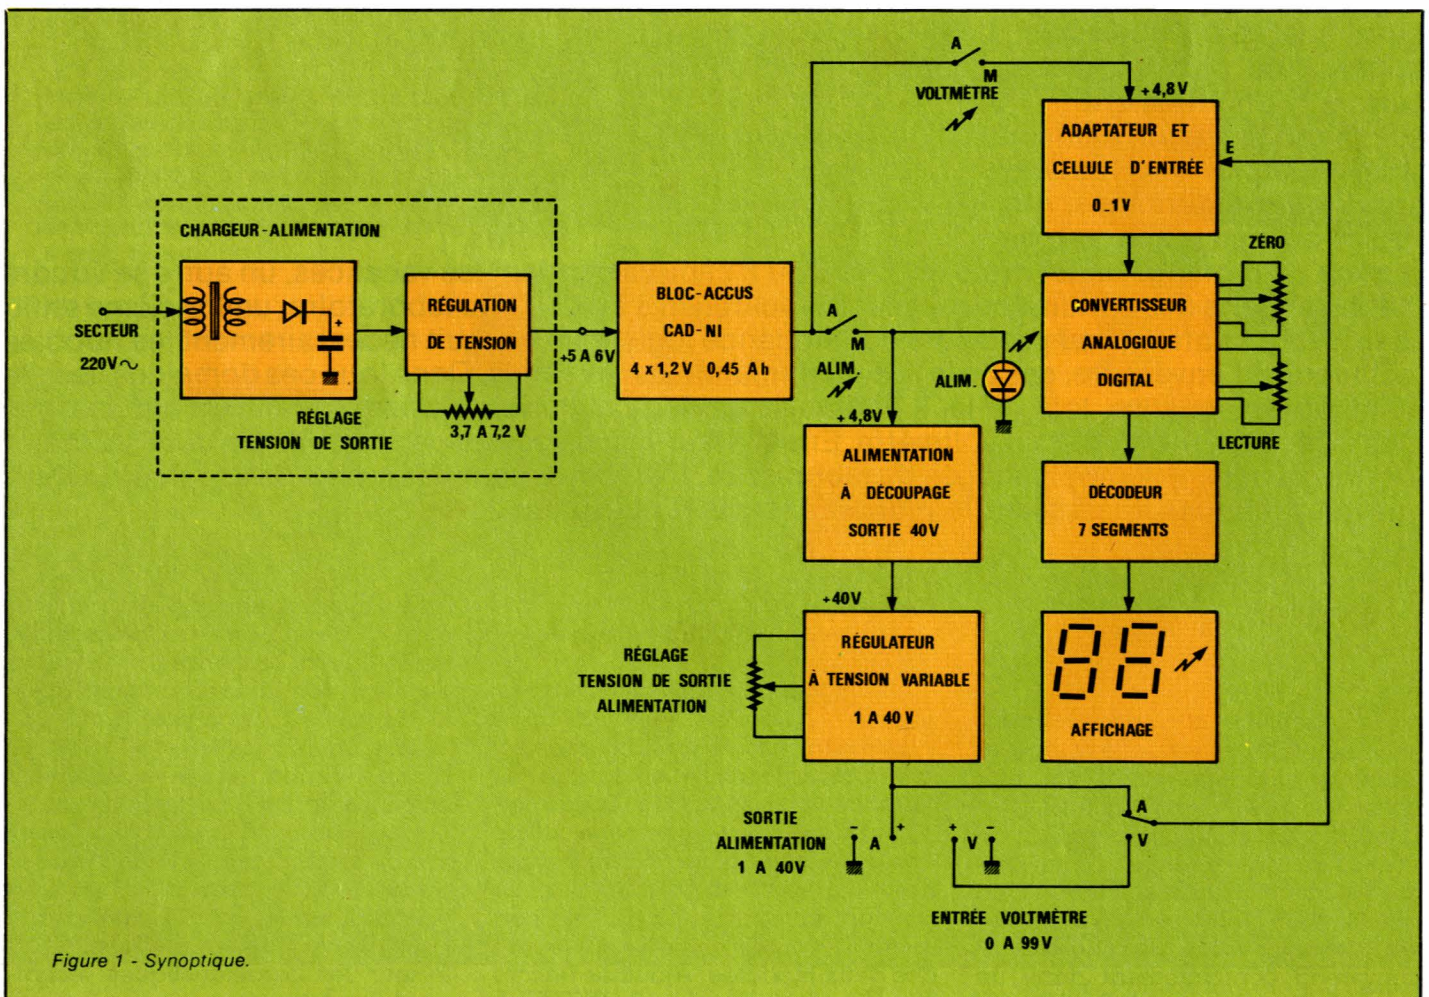 A
M
VOLTMÈTRE
+4,8V
ADAPTATEUR ET
CELLULE D'ENTRÉE
0_1V
E
CHARGEUR-ALIMENTATION
SECTEUR
220V~
+
RÉGLAGE
TENSION DE SORTIE
RÉGULATION
DE TENSION
3,7 A 7,2 V
+5 A 6V
BLOC-ACCUS
CAD-NI
4 x 1,2V 0,45 Ah
A
M
ALIM.
ALIM.
ZÉRO
CONVERTISSEUR
ANALOGIQUE
DIGITAL
LECTURE
+4,8V
ALIMENTATION
À DÉCOUPAGE
SORTIE 40V
DÉCODEUR
7 SEGMENTS
+40V
RÉGULATEUR
À TENSION VARIABLE
1 A 40V
RÉGLAGE
TENSION DE SORTIE
ALIMENTATION
88
AFFICHAGE
SORTIE
ALIMENTATION
1 A 40V
- A +
+ V -
A
V
ENTRÉE VOLTMÈTRE
0 A 99V
Figure 1 - Synoptique.